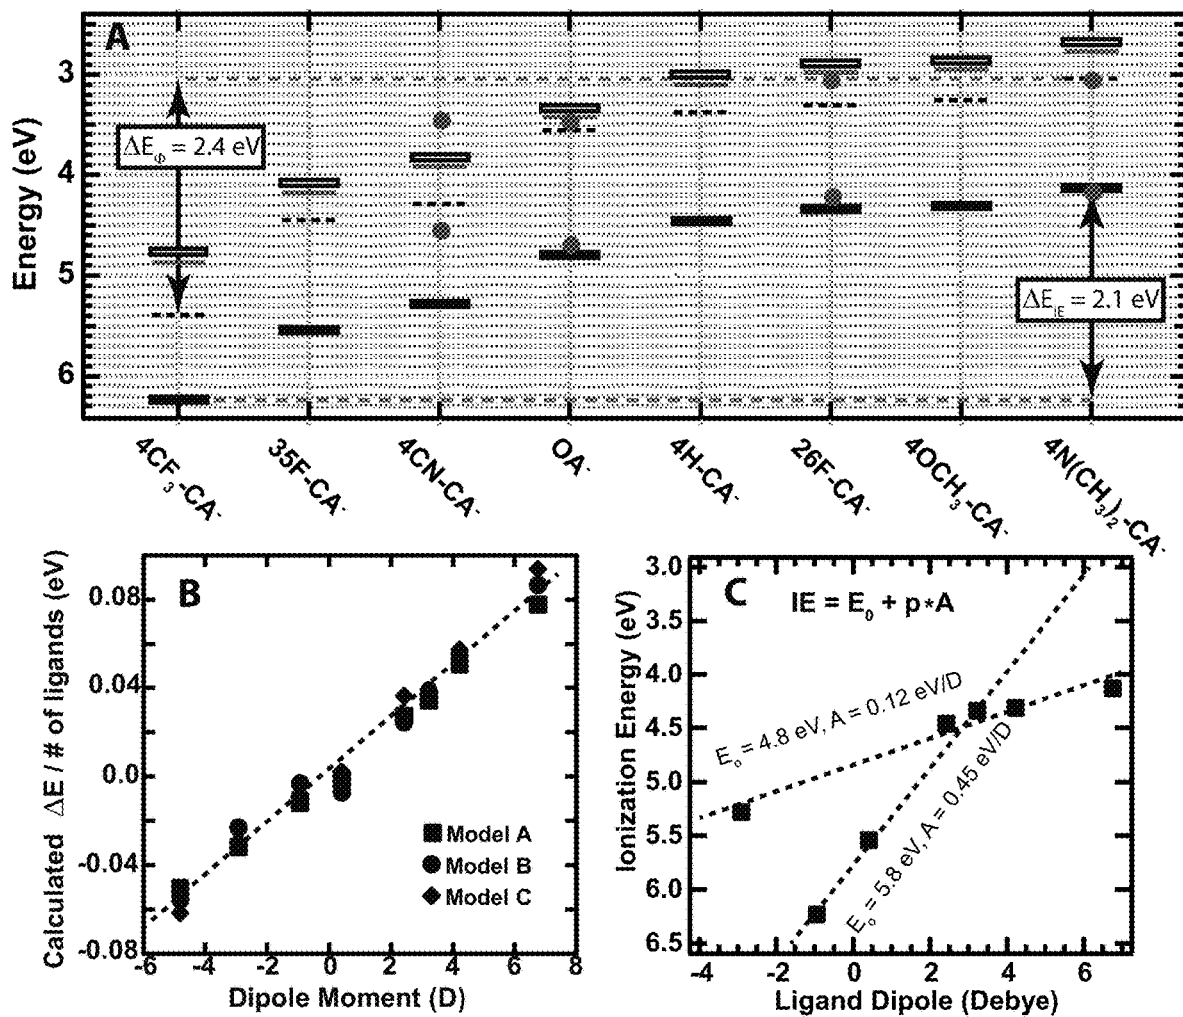 A
Energy (eV)
3
4
5
6
ΔE_Φ = 2.4 eV
ΔE_IE = 2.1 eV
4CF₃-CA⁻
35F-CA⁻
4CN-CA⁻
OA⁻
4H-CA⁻
26F-CA⁻
4OCH₃-CA⁻
4N(CH₃)₂-CA⁻
B
Calculated ΔE / # of ligands (eV)
0.08
0.04
0.0
-0.04
-0.08
Model A
Model B
Model C
-6 -4 -2 0 2 4 6 8
Dipole Moment (D)
C
IE = E₀ + p*A
Ionization Energy (eV)
3.0
3.5
4.0
4.5
5.0
5.5
6.0
6.5
E₀ = 4.8 eV, A = 0.12 eV/D
E₀ = 5.8 eV, A = 0.45 eV/D
-4 -2 0 2 4 6
Ligand Dipole (Debye)